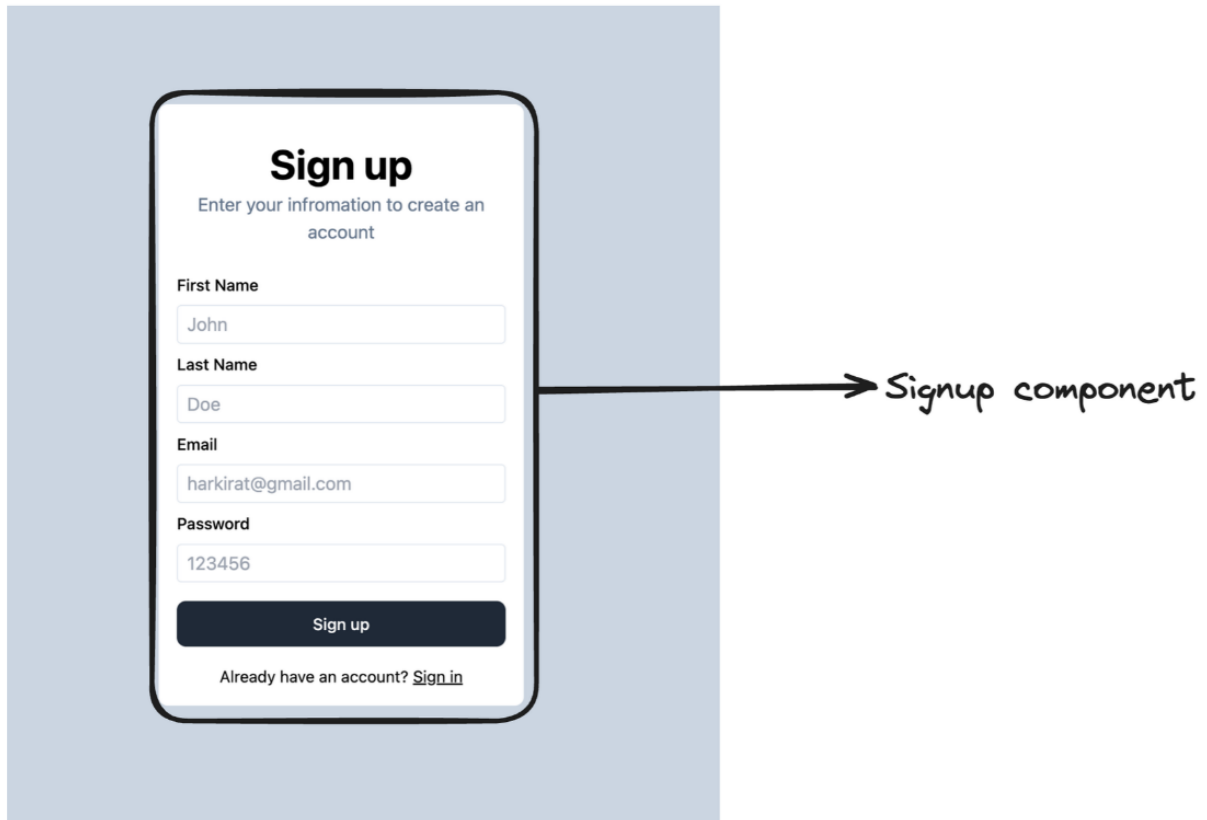 Sign up
Enter your infromation to create an
account
First Name
John
Last Name
Doe
Email
harkirat@gmail.com
Password
123456
Sign up
Already have an account? Sign in
Signup component